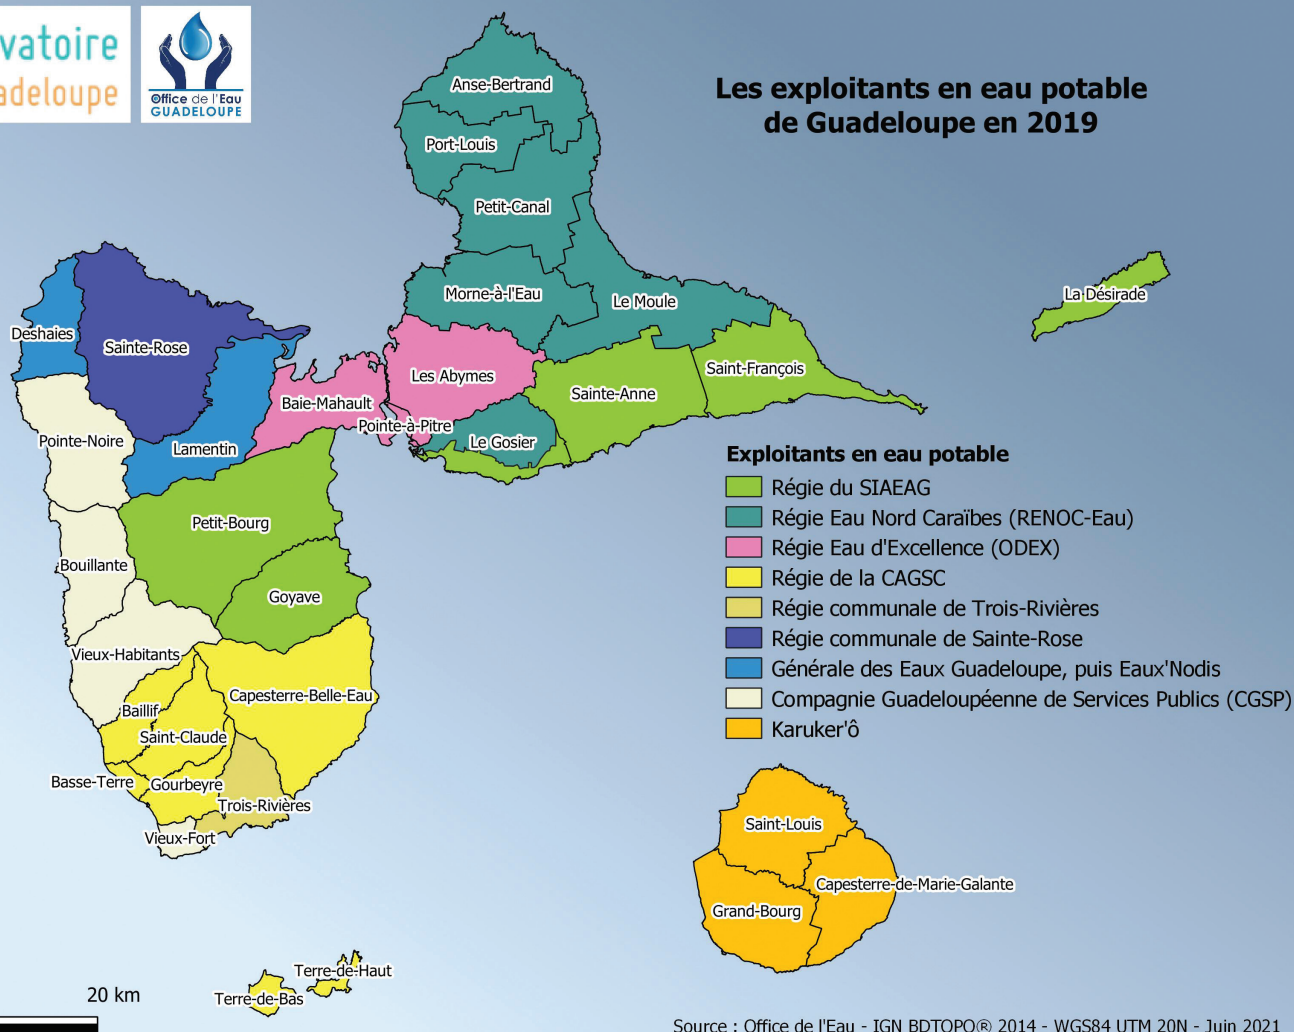 vatoire
adeloupe
Office de l'Eau
GUADELOUPE
Les exploitants en eau potable
de Guadeloupe en 2019
Anse-Bertrand
Port-Louis
Petit-Canal
Morne-à-l'Eau
Le Moule
La Désirade
Deshaies
Sainte-Rose
Les Abymes
Saint-François
Sainte-Anne
Baie-Mahault
Pointe-à-Pitre
Le Gosier
Pointe-Noire
Lamentin
Petit-Bourg
Bouillante
Goyave
Vieux-Habitants
Capesterre-Belle-Eau
Baillif
Saint-Claude
Basse-Terre
Gourbeyre
Trois-Rivières
Vieux-Fort
Exploitants en eau potable
Régie du SIAEAG
Régie Eau Nord Caraïbes (RENOC-Eau)
Régie Eau d'Excellence (ODEX)
Régie de la CAGSC
Régie communale de Trois-Rivières
Régie communale de Sainte-Rose
Générale des Eaux Guadeloupe, puis Eaux'Nodis
Compagnie Guadeloupéenne de Services Publics (CGSP)
Karuker'ô
Saint-Louis
Capesterre-de-Marie-Galante
Grand-Bourg
Terre-de-Haut
Terre-de-Bas
20 km
Source : Office de l'Eau - IGN BDTOPO® 2014 - WGS84 UTM 20N - Juin 2021